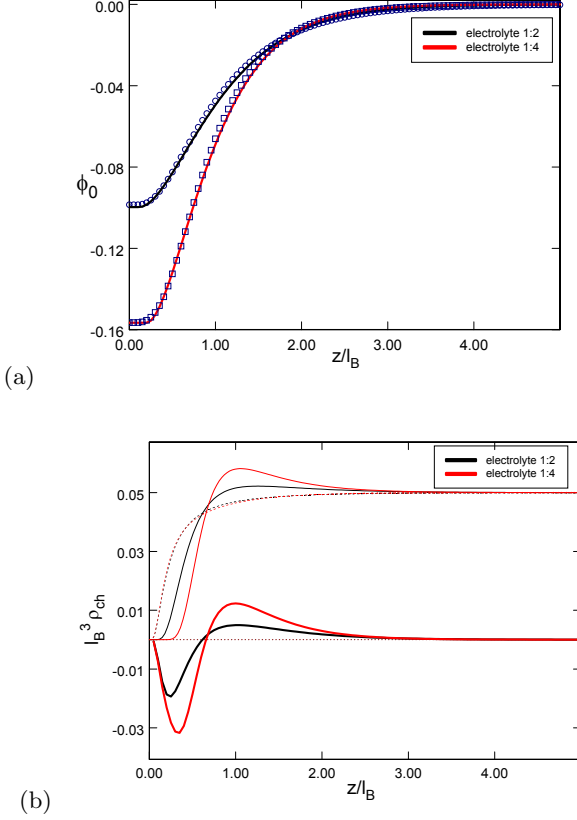 0.00
-0.04
-0.08
-0.12
-0.16
ϕ0
electrolyte 1:2
electrolyte 1:4
0.00 1.00 2.00 3.00 4.00
z/lB
(a)
0.05
0.03
0.01
-0.01
-0.03
lB3 ρch
electrolyte 1:2
electrolyte 1:4
0.00 1.00 2.00 3.00 4.00
z/lB
(b)